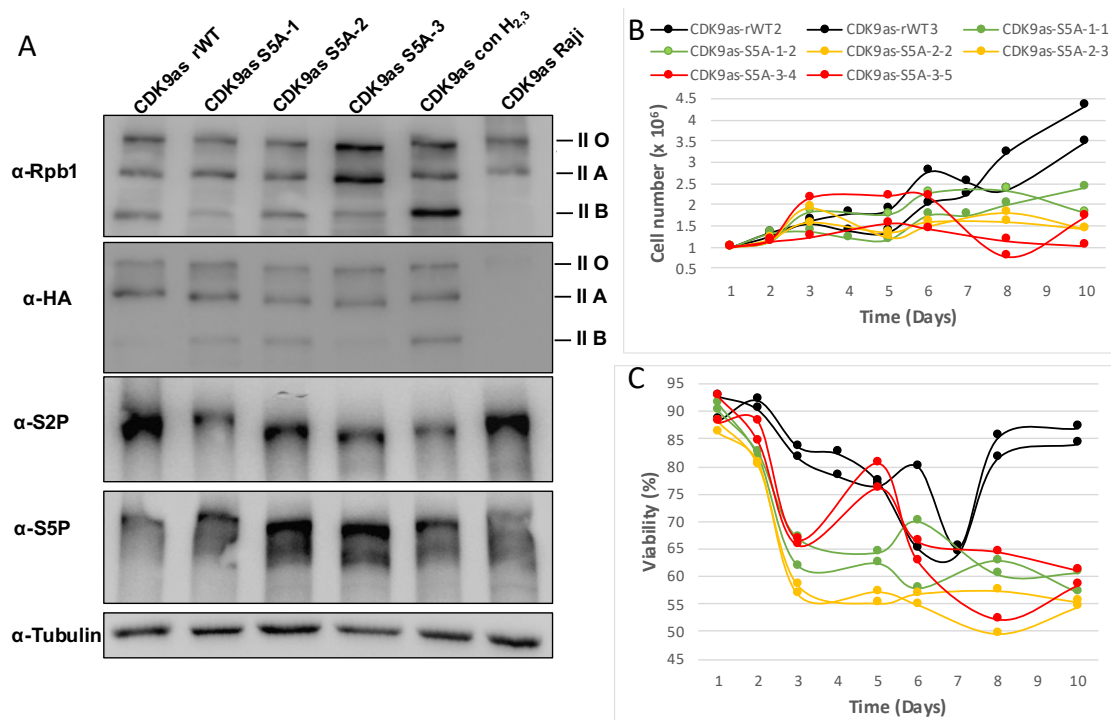 A
CDK9as rWT
CDK9as S5A-1
CDK9as S5A-2
CDK9as S5A-3
CDK9as con H2,3
CDK9as Raji
α-Rpb1
II O
II A
II B
α-HA
II O
II A
II B
α-S2P
α-S5P
α-Tubulin
B
CDK9as-rWT2 CDK9as-rWT3 CDK9as-S5A-1-1
CDK9as-S5A-1-2 CDK9as-S5A-2-2 CDK9as-S5A-2-3
CDK9as-S5A-3-4 CDK9as-S5A-3-5
Cell number (x 10⁶)
4.5
4
3.5
3
2.5
2
1.5
1
0.5
1 2 3 4 5 6 7 8 9 10
Time (Days)
C
Viability (%)
95
90
85
80
75
70
65
60
55
50
45
1 2 3 4 5 6 7 8 9 10
Time (Days)